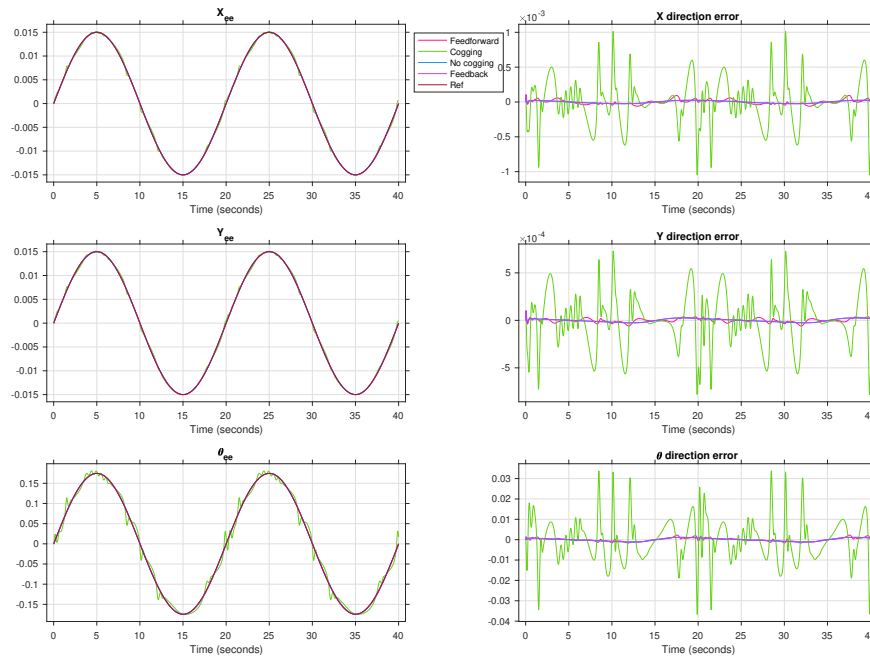 X_ee
0.015
0.01
0.005
0
-0.005
-0.01
-0.015
0 5 10 15 20 25 30 35 40
Time (seconds)
Feedforward
Cogging
No cogging
Feedback
Ref
×10^-3
X direction error
1
0.5
0
-0.5
-1
0 5 10 15 20 25 30 35 40
Time (seconds)
Y_ee
0.015
0.01
0.005
0
-0.005
-0.01
-0.015
0 5 10 15 20 25 30 35 40
Time (seconds)
×10^-4
Y direction error
5
0
-5
0 5 10 15 20 25 30 35 40
Time (seconds)
θ_ee
0.15
0.1
0.05
0
-0.05
-0.1
-0.15
0 5 10 15 20 25 30 35 40
Time (seconds)
θ direction error
0.03
0.02
0.01
0
-0.01
-0.02
-0.03
-0.04
0 5 10 15 20 25 30 35 40
Time (seconds)